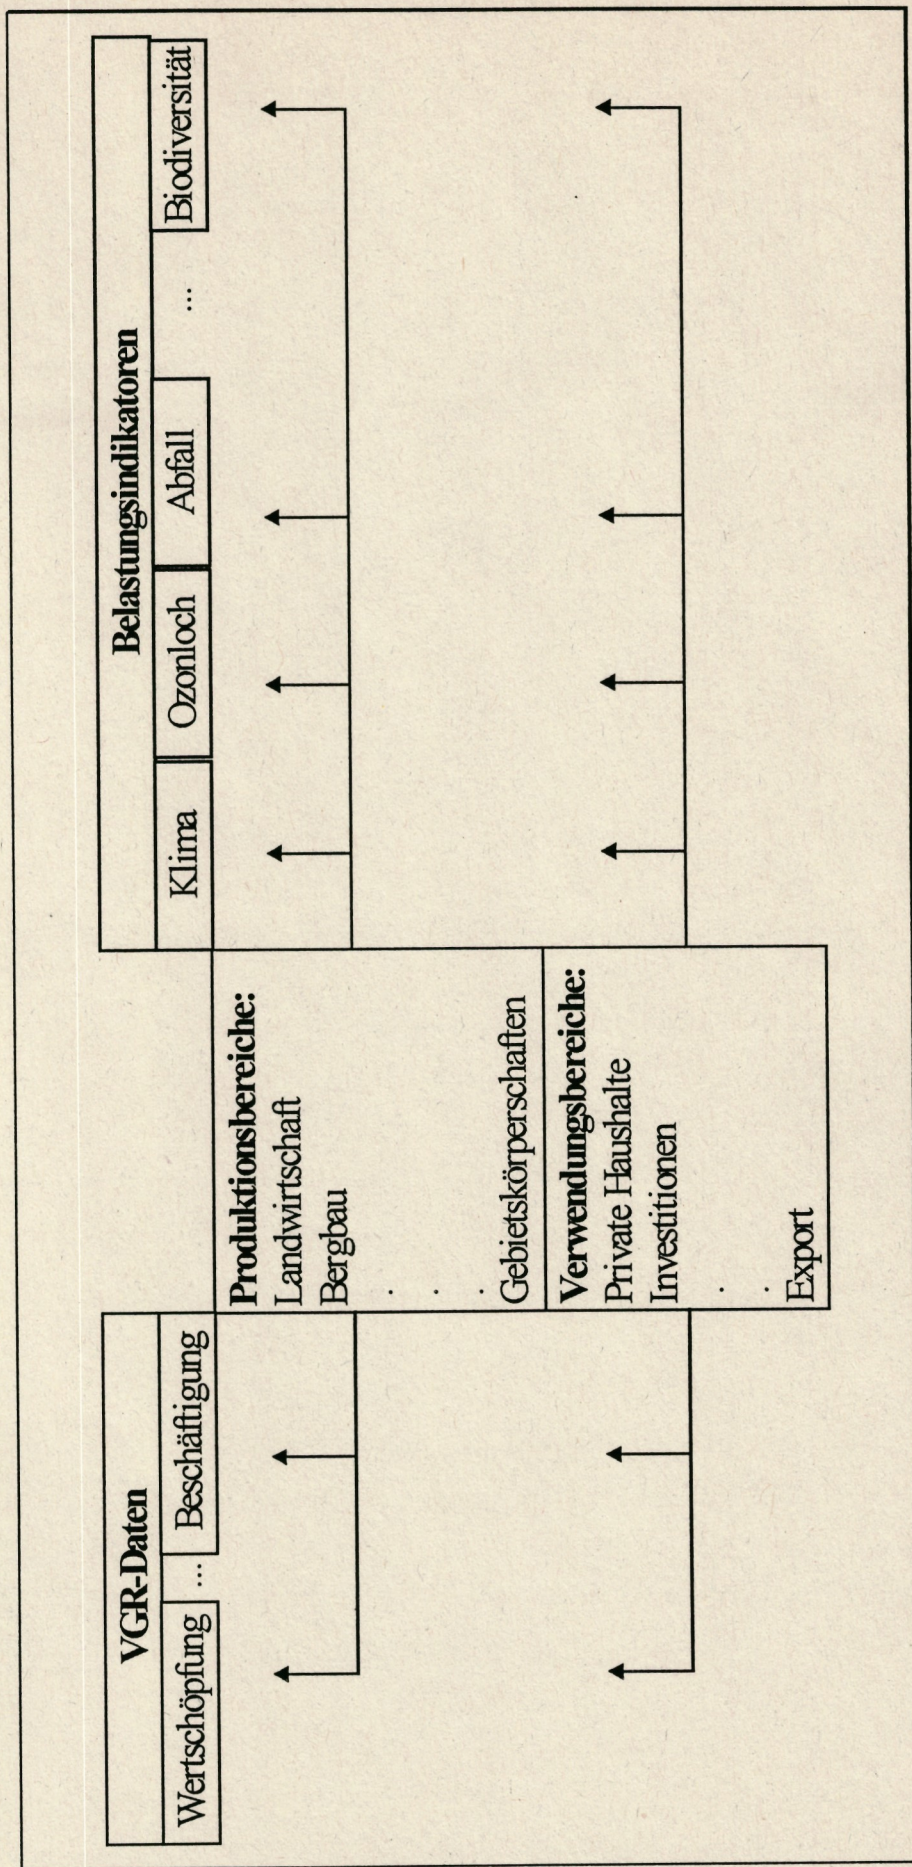 VGR-Daten
Belastungsindikatoren
Wertschöpfung ... Beschäftigung
Klima Ozonloch Abfall ... Biodiversität
Produktionsbereiche:
Landwirtschaft
Bergbau
.
.
.
Gebietskörperschaften
Verwendungsbereiche:
Private Haushalte
Investitionen
.
.
Export